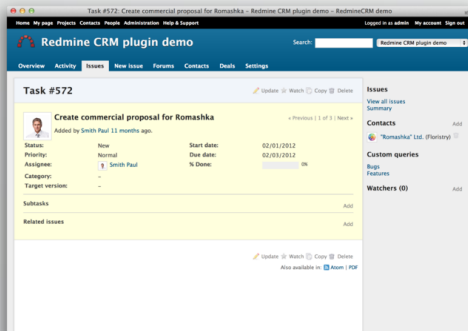 Task #572: Create commercial proposal for Romashka – Redmine CRM plugin demo – RedmineCRM demo
Home My page Projects Contacts People Administration Help & Support
Logged in as admin My account Sign out
Redmine CRM plugin demo
Search:
Redmine CRM plugin demo
Overview Activity Issues New issue Forums Contacts Deals Settings
Task #572
Update Watch Copy Delete
Create commercial proposal for Romashka
« Previous | 1 of 3 | Next »
Added by Smith Paul 11 months ago.
Status: New Start date: 02/01/2012
Priority: Normal Due date: 02/03/2012
Assignee: Smith Paul % Done: 0%
Category: -
Target version: -
Subtasks Add
Related issues Add
Update Watch Copy Delete
Also available in: Atom | PDF
Issues
View all issues
Summary
Contacts Add
"Romashka" Ltd. (Floristry)
Custom queries
Bugs
Features
Watchers (0) Add